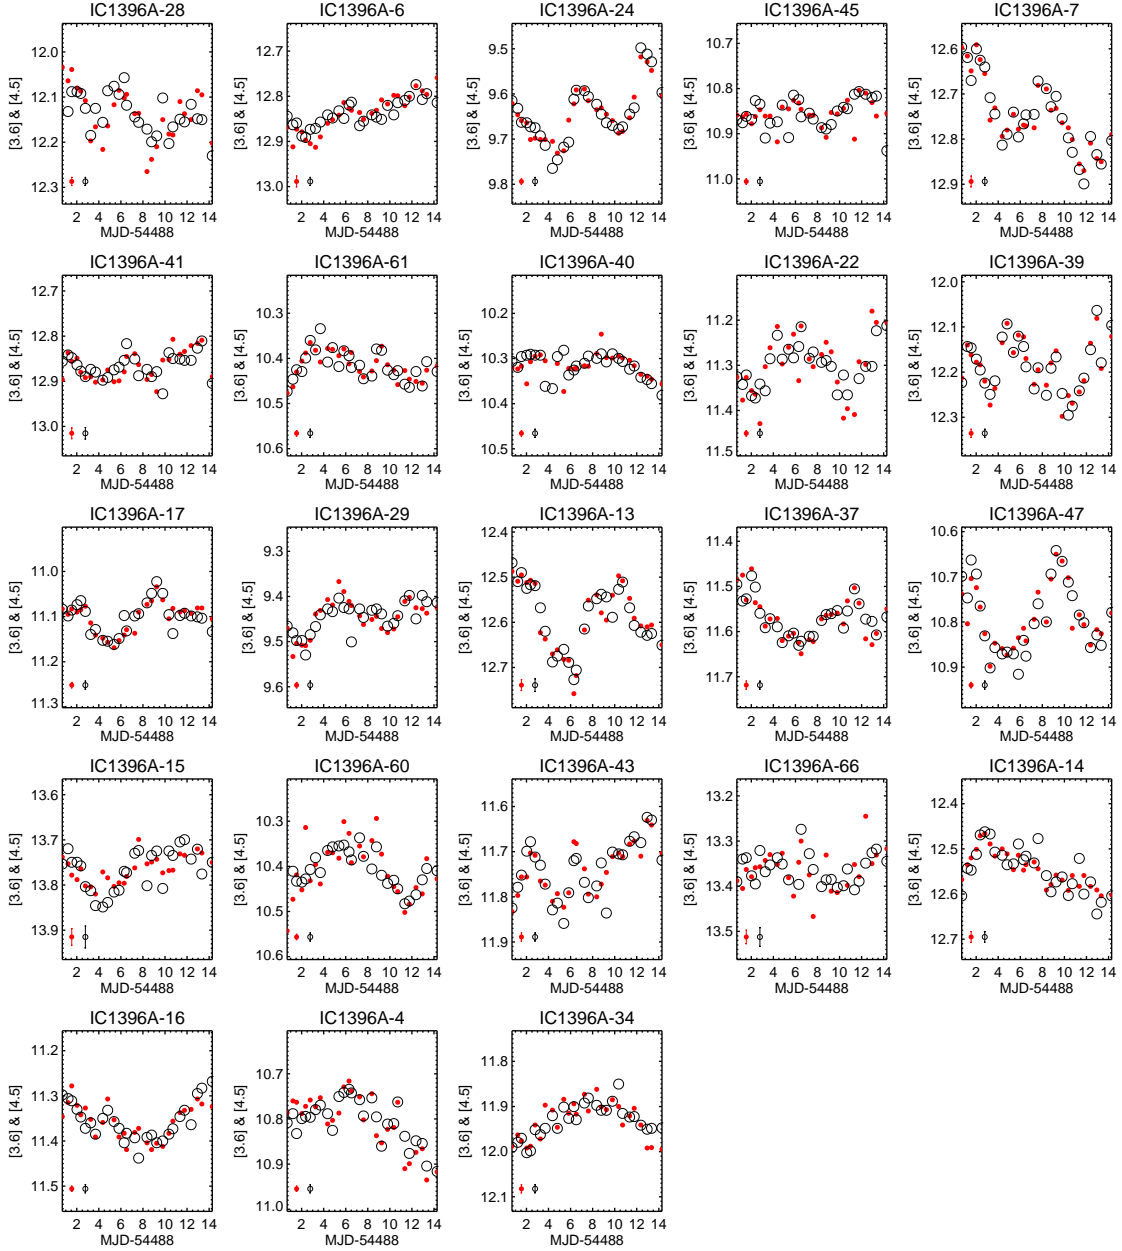 IC1396A-28 IC1396A-6 IC1396A-24 IC1396A-45 IC1396A-7
[3.6] & [4.5] 12.0 12.1 12.2 12.3 [3.6] & [4.5] 12.7 12.8 12.9 13.0 [3.6] & [4.5] 9.5 9.6 9.7 9.8 [3.6] & [4.5] 10.7 10.8 10.9 11.0 [3.6] & [4.5] 12.6 12.7 12.8 12.9
2 4 6 8 10 12 14 2 4 6 8 10 12 14 2 4 6 8 10 12 14 2 4 6 8 10 12 14 2 4 6 8 10 12 14
MJD-54488 MJD-54488 MJD-54488 MJD-54488 MJD-54488
IC1396A-41 IC1396A-61 IC1396A-40 IC1396A-22 IC1396A-39
[3.6] & [4.5] 12.7 12.8 12.9 13.0 [3.6] & [4.5] 10.3 10.4 10.5 10.6 [3.6] & [4.5] 10.2 10.3 10.4 10.5 [3.6] & [4.5] 11.2 11.3 11.4 11.5 [3.6] & [4.5] 12.0 12.1 12.2 12.3
2 4 6 8 10 12 14 2 4 6 8 10 12 14 2 4 6 8 10 12 14 2 4 6 8 10 12 14 2 4 6 8 10 12 14
MJD-54488 MJD-54488 MJD-54488 MJD-54488 MJD-54488
IC1396A-17 IC1396A-29 IC1396A-13 IC1396A-37 IC1396A-47
[3.6] & [4.5] 11.0 11.1 11.2 11.3 [3.6] & [4.5] 9.3 9.4 9.5 9.6 [3.6] & [4.5] 12.4 12.5 12.6 12.7 [3.6] & [4.5] 11.4 11.5 11.6 11.7 [3.6] & [4.5] 10.6 10.7 10.8 10.9
2 4 6 8 10 12 14 2 4 6 8 10 12 14 2 4 6 8 10 12 14 2 4 6 8 10 12 14 2 4 6 8 10 12 14
MJD-54488 MJD-54488 MJD-54488 MJD-54488 MJD-54488
IC1396A-15 IC1396A-60 IC1396A-43 IC1396A-66 IC1396A-14
[3.6] & [4.5] 13.6 13.7 13.8 13.9 [3.6] & [4.5] 10.3 10.4 10.5 10.6 [3.6] & [4.5] 11.6 11.7 11.8 11.9 [3.6] & [4.5] 13.2 13.3 13.4 13.5 [3.6] & [4.5] 12.4 12.5 12.6 12.7
2 4 6 8 10 12 14 2 4 6 8 10 12 14 2 4 6 8 10 12 14 2 4 6 8 10 12 14 2 4 6 8 10 12 14
MJD-54488 MJD-54488 MJD-54488 MJD-54488 MJD-54488
IC1396A-16 IC1396A-4 IC1396A-34
[3.6] & [4.5] 11.2 11.3 11.4 11.5 [3.6] & [4.5] 10.7 10.8 10.9 11.0 [3.6] & [4.5] 11.8 11.9 12.0 12.1
2 4 6 8 10 12 14 2 4 6 8 10 12 14 2 4 6 8 10 12 14
MJD-54488 MJD-54488 MJD-54488